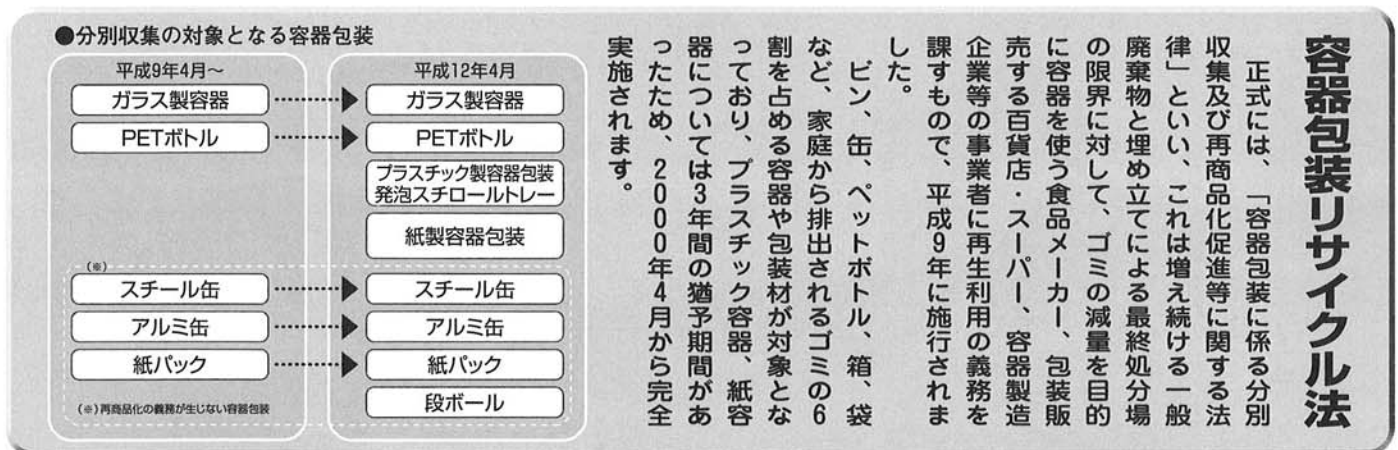 容器包装リサイクル法
正式には、「容器包装に係る分別
収集及び再商品化促進等に関する法
律」といい、これは増え続ける一般
廃棄物と埋め立てによる最終処分場
の限界に対して、ゴミの減量を目的
に容器を使う食品メーカー、包装販
売する百貨店・スーパー、容器製造
企業等の事業者に再生利用の義務を
課すもので、平成9年に施行されま
した。
ビン、缶、ペットボトル、箱、袋
など、家庭から排出されるゴミの6
割を占める容器や包装材が対象とな
っており、プラスチック容器、紙容
器については3年間の猶予期間があ
ったため、2000年4月から完全
実施されます。
●分別収集の対象となる容器包装
平成9年4月~
ガラス製容器
PETボトル
(※)
スチール缶
アルミ缶
紙パック
(※)再商品化の義務が生じない容器包装
平成12年4月
ガラス製容器
PETボトル
プラスチック製容器包装
発泡スチロールトレー
紙製容器包装
スチール缶
アルミ缶
紙パック
段ボール